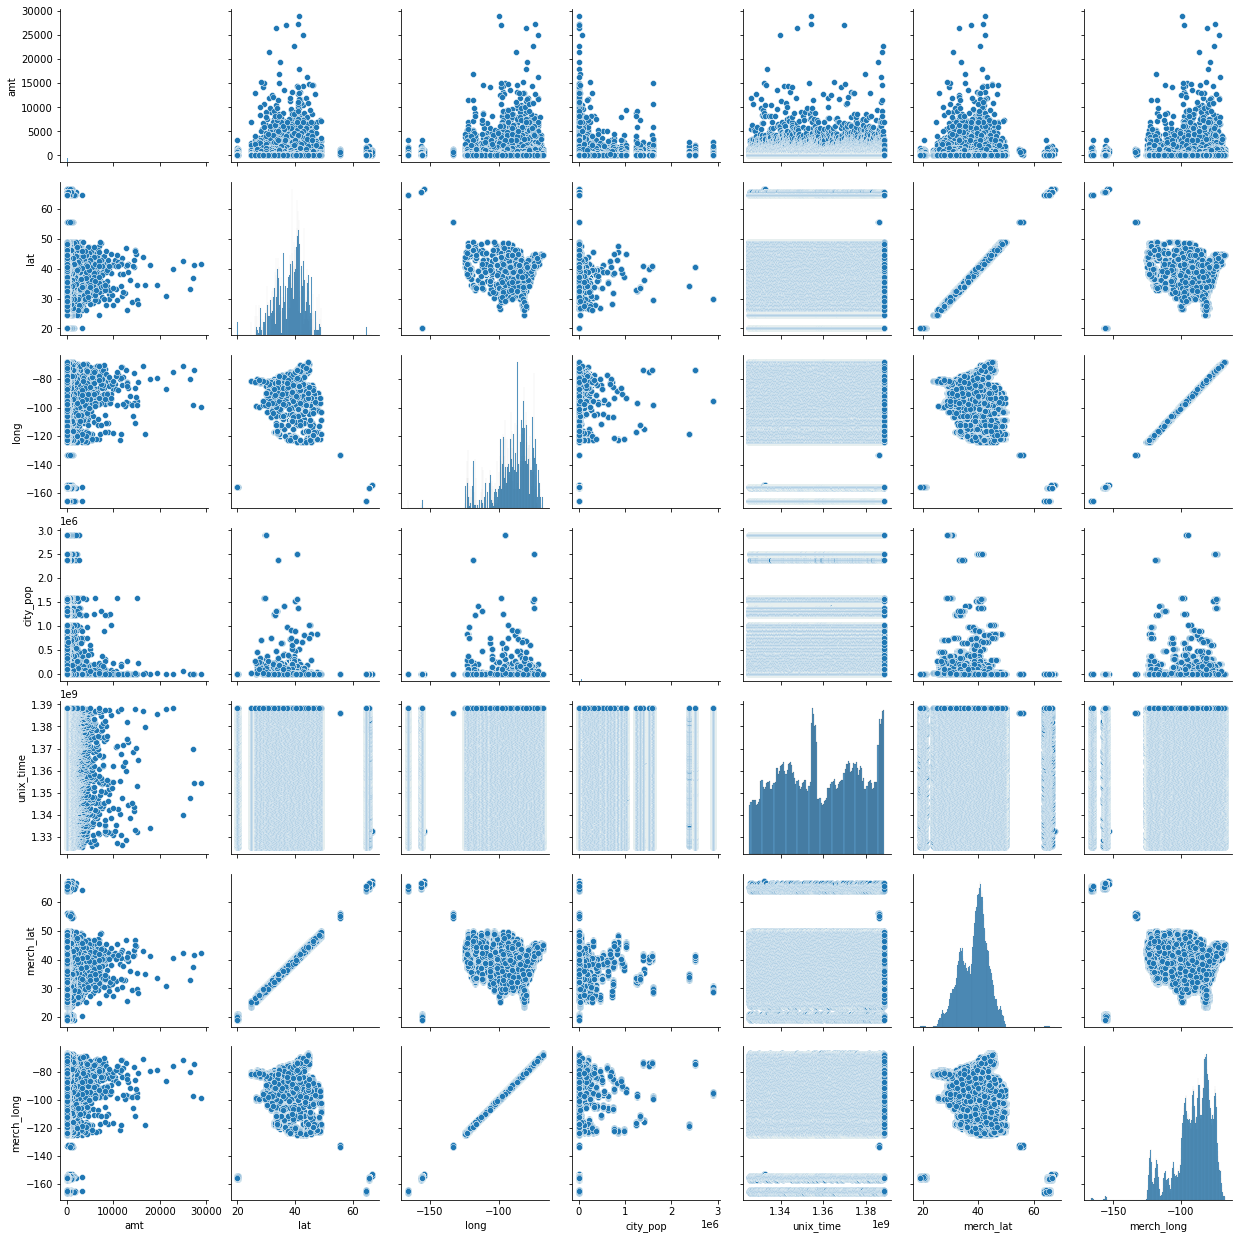 30000
25000
20000
15000
10000
5000
0
amt
60
50
40
30
20
lat
−80
−100
−120
−140
−160
long
1e6
3.0
2.5
2.0
1.5
1.0
0.5
0.0
city_pop
1e9
1.39
1.38
1.37
1.36
1.35
1.34
1.33
unix_time
60
50
40
30
20
merch_lat
−80
−100
−120
−140
−160
merch_long
0 10000 20000 30000
amt
20 40 60
lat
−150 −100
long
0 1 2 3
1e6
city_pop
1.34 1.36 1.38
1e9
unix_time
20 40 60
merch_lat
−150 −100
merch_long